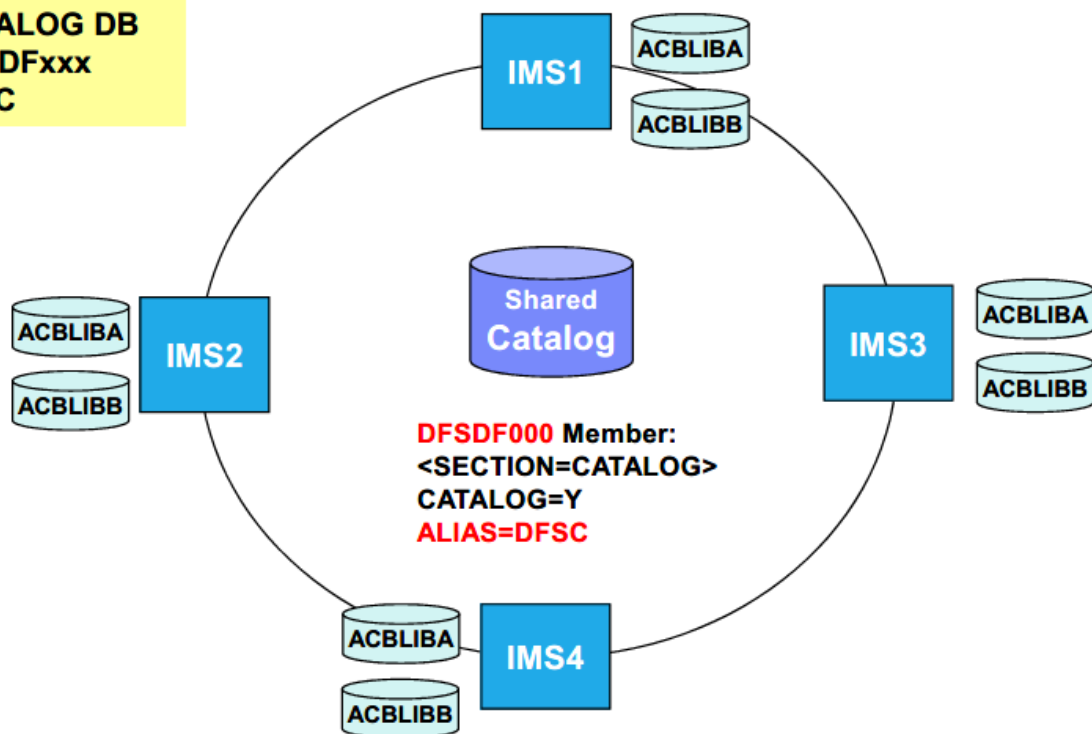 ALOG DB
DFxxx
C
IMS1
ACBLIBA
ACBLIBB
Shared
Catalog
ACBLIBA
ACBLIBB
IMS2
IMS3
ACBLIBA
ACBLIBB
DFSDF000 Member:
<SECTION=CATALOG>
CATALOG=Y
ALIAS=DFSC
ACBLIBA
ACBLIBB
IMS4